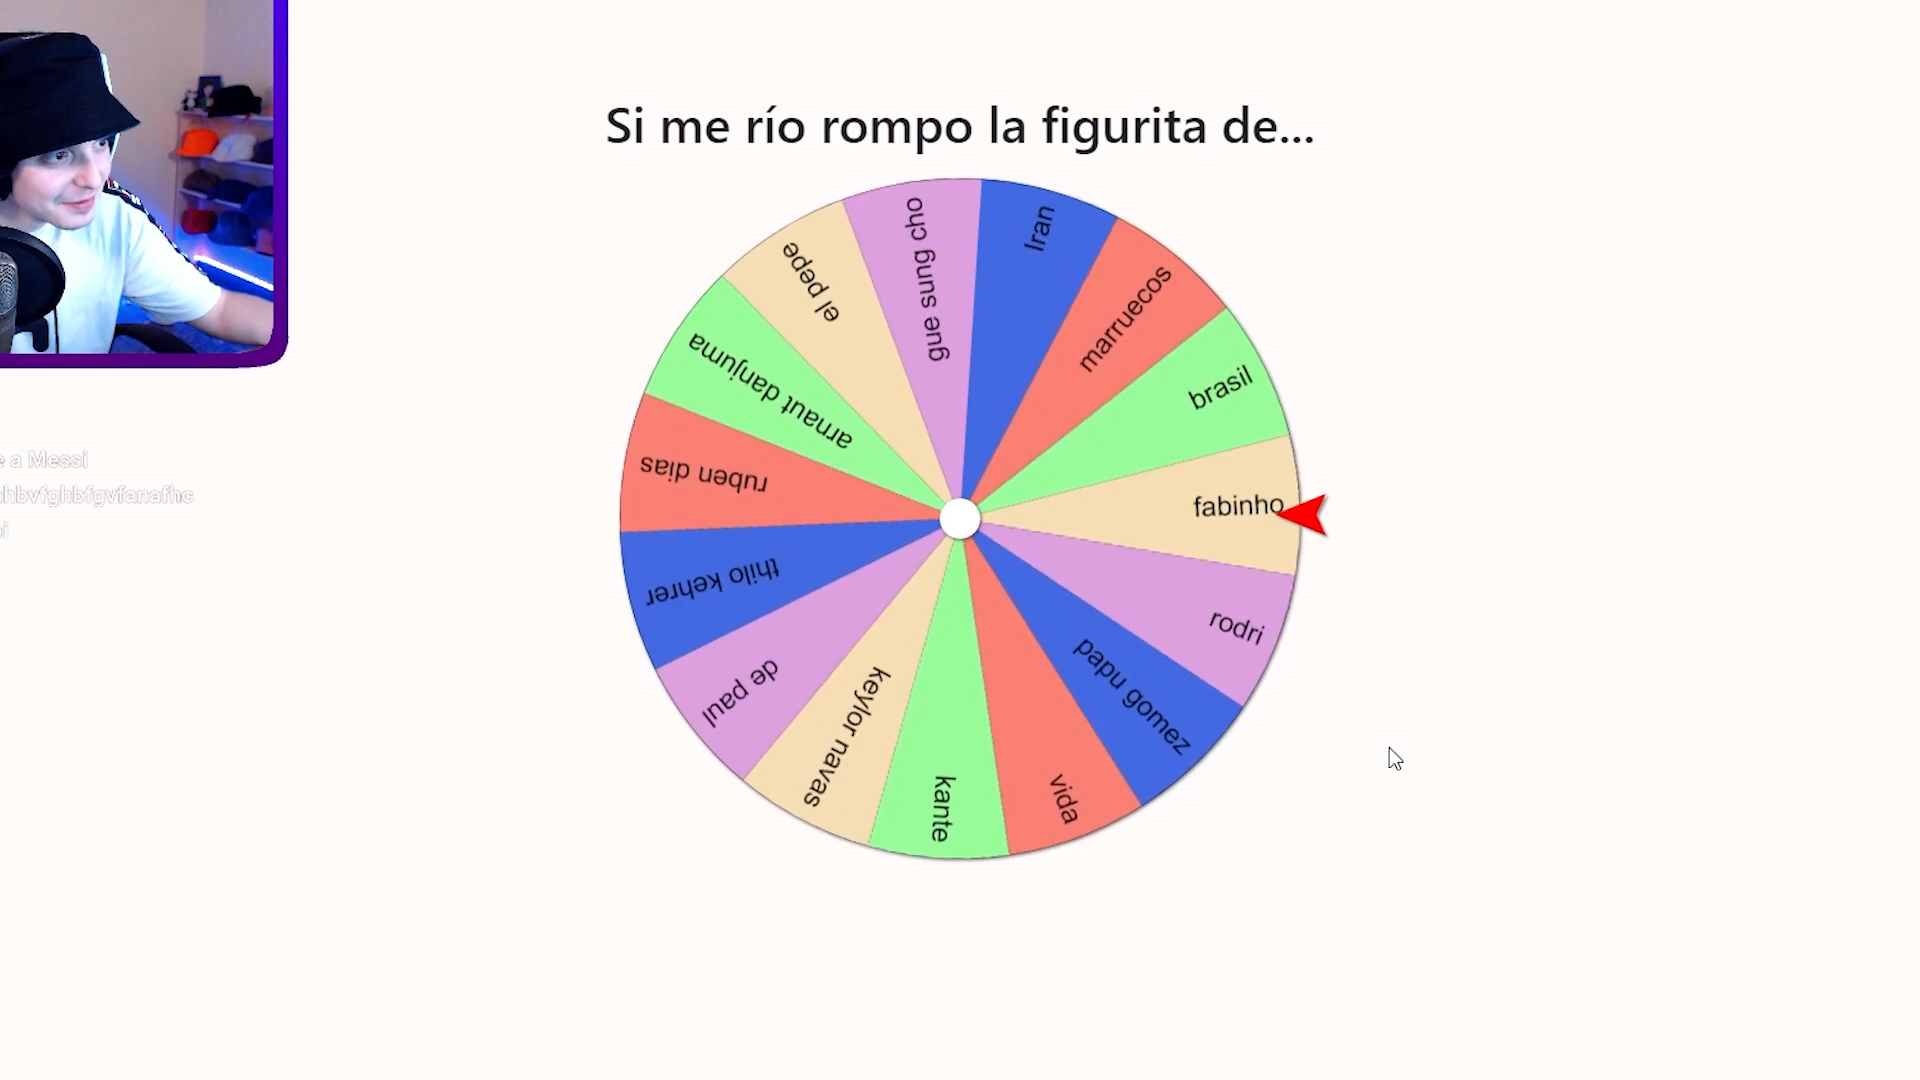 Si me río rompo la figurita de...
gue sung cho
Iran
marruecos
brasil
fabinho
rodri
papu gomez
vida
kante
keylor navas
de paul
thilo kehrer
ruben dias
arnaut danjuma
el pepe
e a Messi
hbvfghbfgvfanafhc